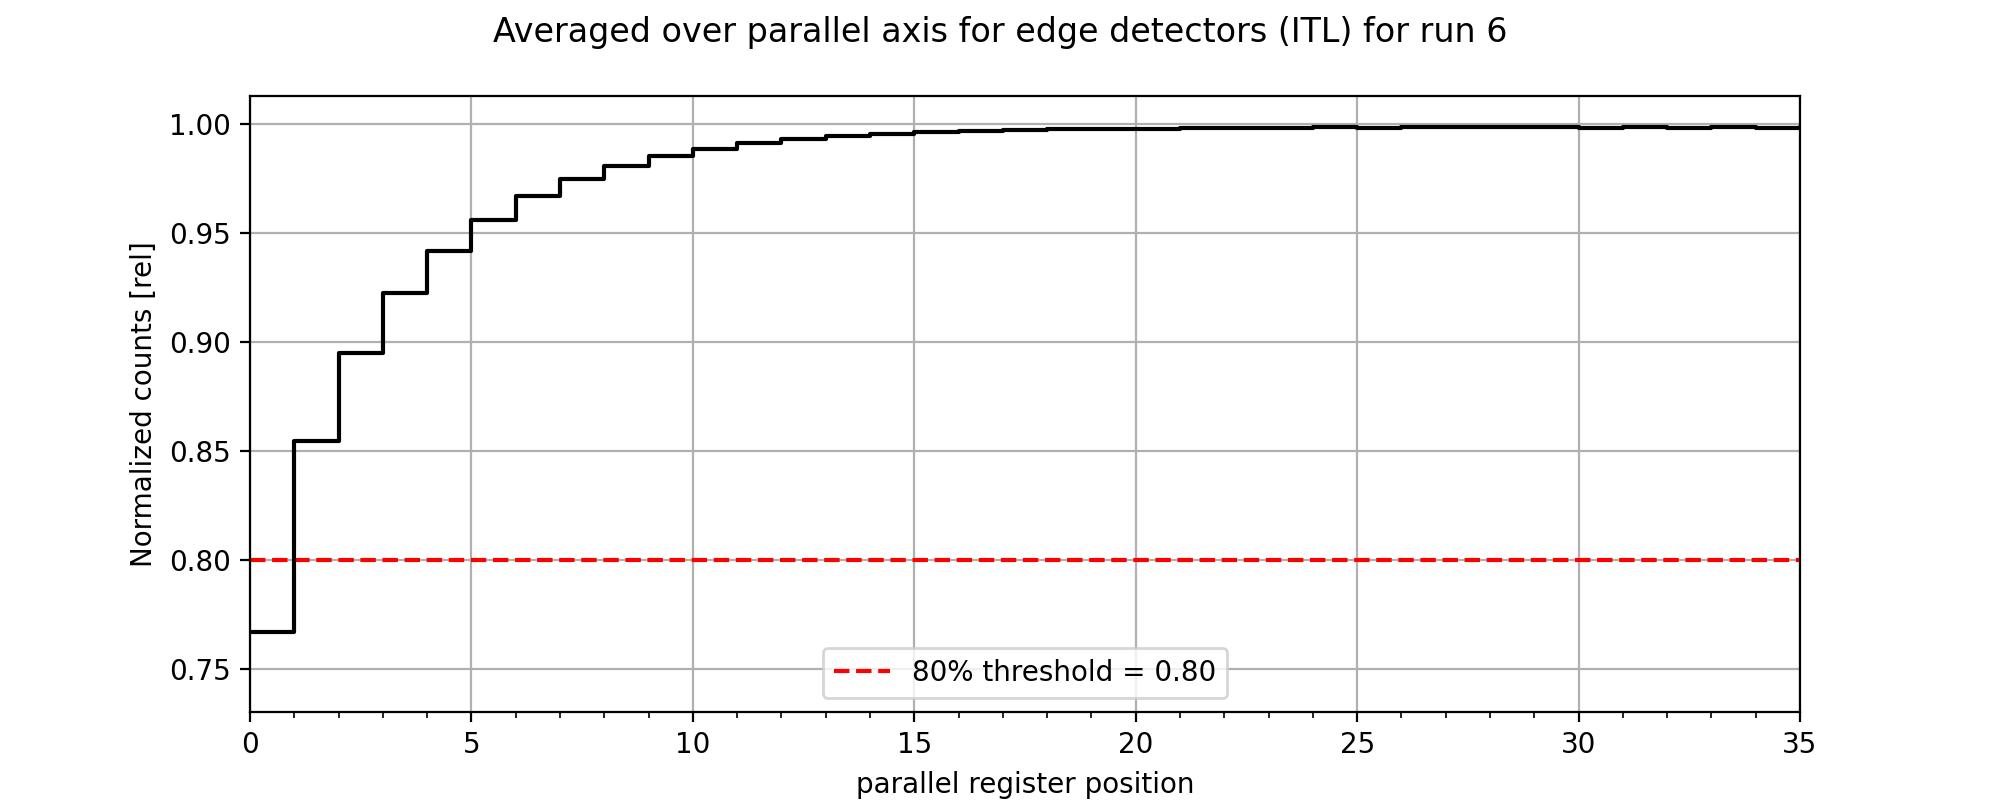 Averaged over parallel axis for edge detectors (ITL) for run 6
1.00
0.95
0.90
0.85
0.80
0.75
Normalized counts [rel]
80% threshold = 0.80
0 5 10 15 20 25 30 35
parallel register position